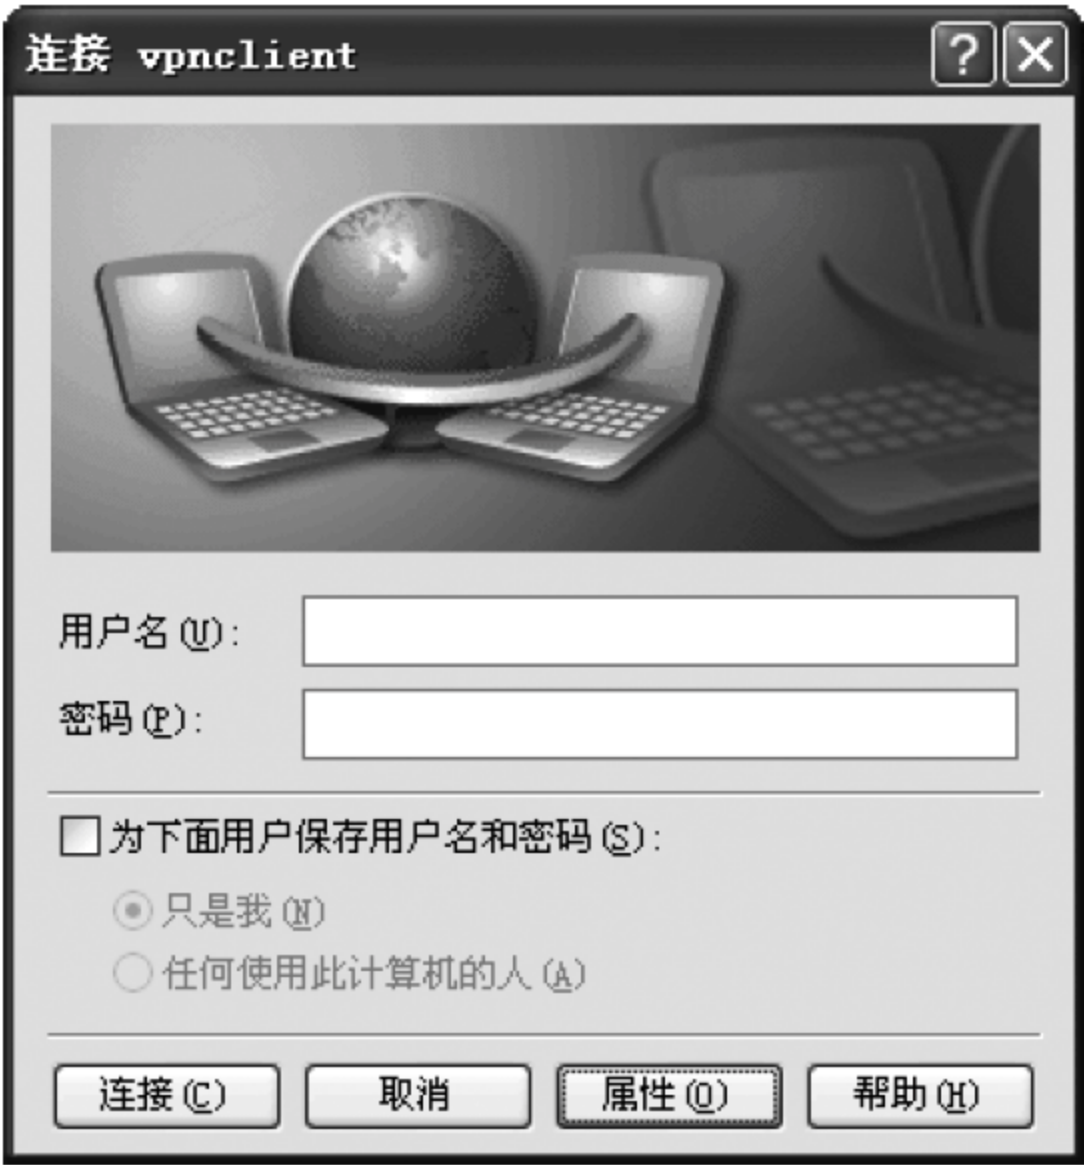 连接 vpnclient
用户名(U):
密码(P):
为下面用户保存用户名和密码(S):
只是我(N)
任何使用此计算机的人(A)
连接(C) 取消 属性(O) 帮助(H)